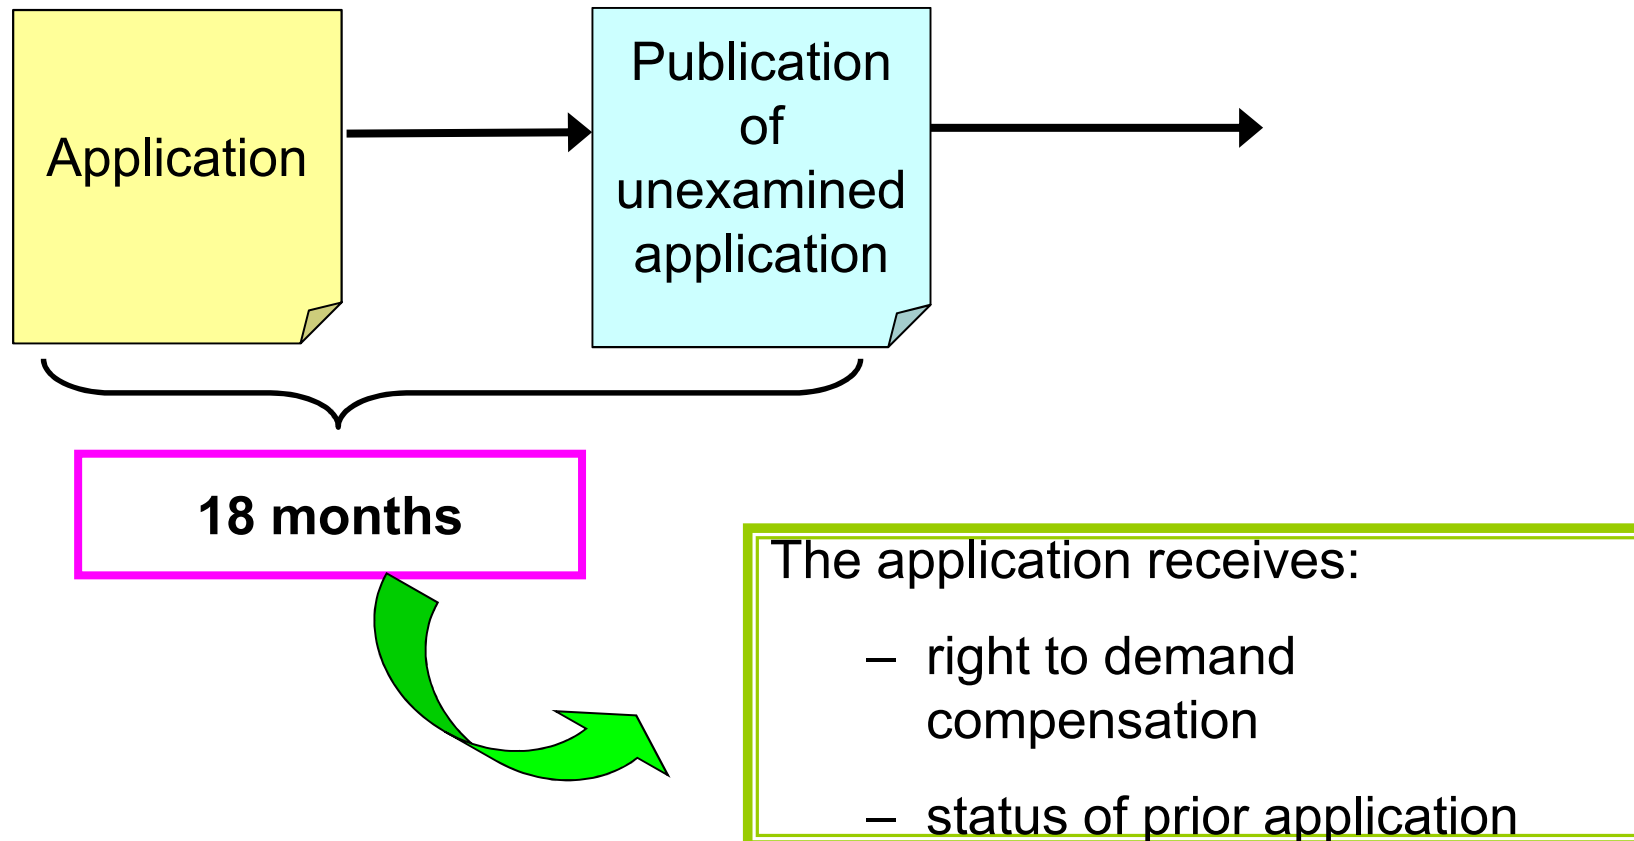 Application
Publication
of
unexamined
application
18 months
The application receives:
– right to demand
compensation
– status of prior application